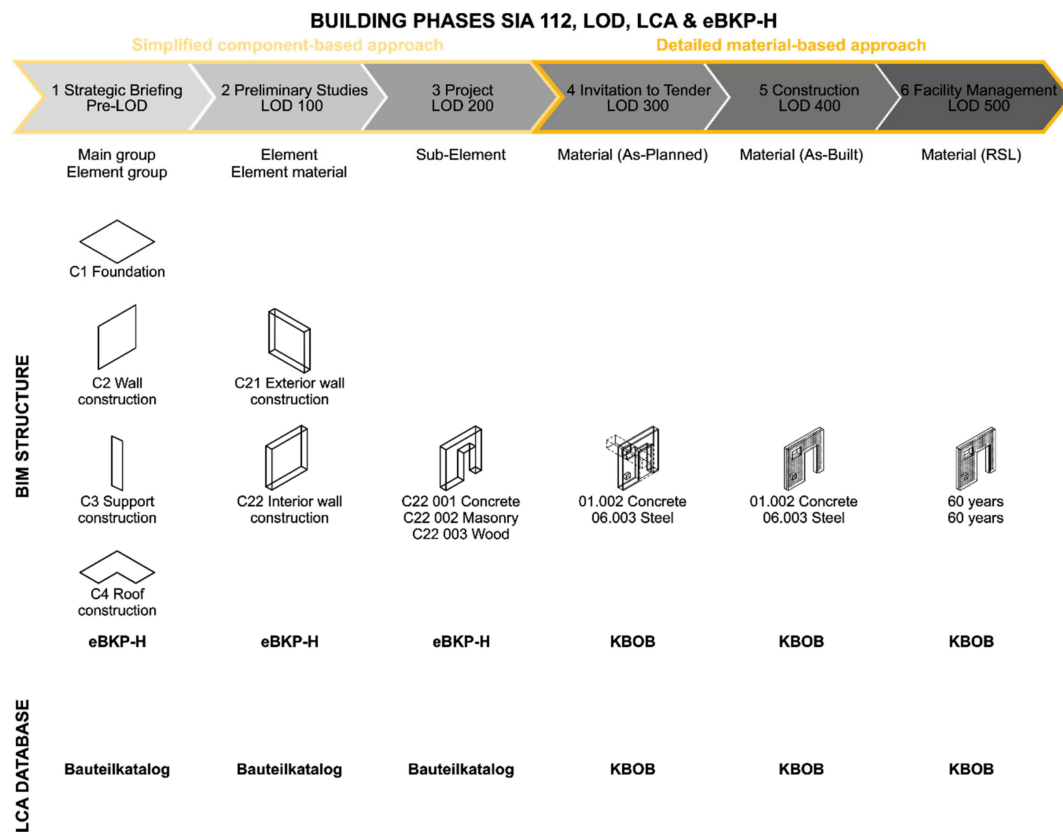 BUILDING PHASES SIA 112, LOD, LCA & eBKP-H
Simplified component-based approach
Detailed material-based approach
1 Strategic Briefing
Pre-LOD
2 Preliminary Studies
LOD 100
3 Project
LOD 200
4 Invitation to Tender
LOD 300
5 Construction
LOD 400
6 Facility Management
LOD 500
Main group
Element group
Element
Element material
Sub-Element
Material (As-Planned)
Material (As-Built)
Material (RSL)
BIM STRUCTURE
C1 Foundation
C2 Wall
construction
C21 Exterior wall
construction
C3 Support
construction
C22 Interior wall
construction
C22 001 Concrete
C22 002 Masonry
C22 003 Wood
01.002 Concrete
06.003 Steel
01.002 Concrete
06.003 Steel
60 years
60 years
C4 Roof
construction
eBKP-H
eBKP-H
eBKP-H
KBOB
KBOB
KBOB
LCA DATABASE
Bauteilkatalog
Bauteilkatalog
Bauteilkatalog
KBOB
KBOB
KBOB